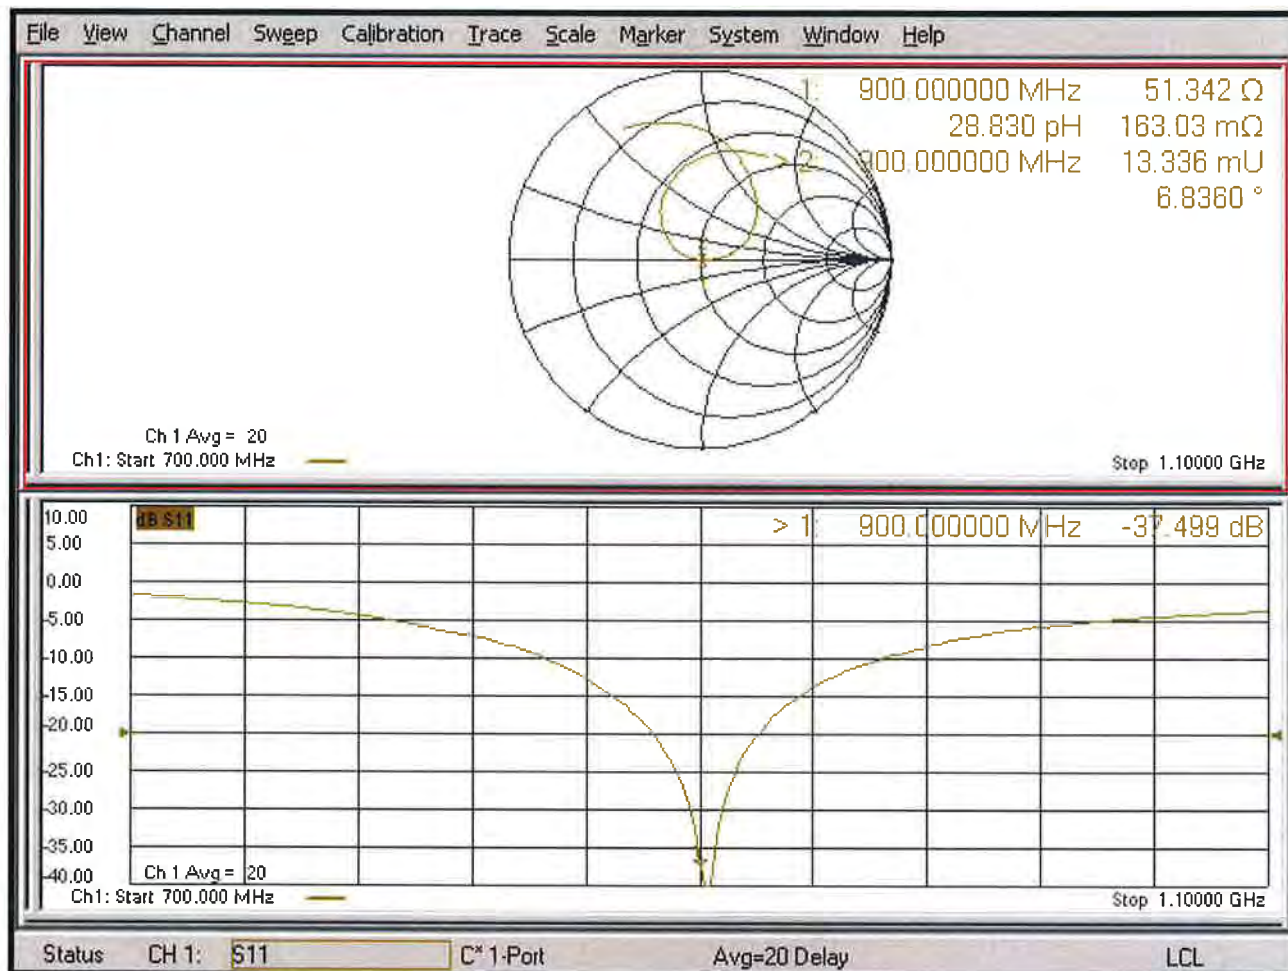 File View Channel Sweep Calibration Trace Scale Marker System Window Help
1: 900.000000 MHz 51.342 Ω
28.830 pH 163.03 mΩ
> 2: 900.000000 MHz 13.336 mU
6.8360 °
Ch 1 Avg = 20
Ch1: Start 700.000 MHz
Stop 1.10000 GHz
10.00
dB S11
> 1: 900.000000 MHz -37.499 dB
5.00
0.00
-5.00
-10.00
-15.00
-20.00
-25.00
-30.00
-35.00
-40.00
Ch 1 Avg = 20
Ch1: Start 700.000 MHz
Stop 1.10000 GHz
Status CH 1: S11 C* 1-Port Avg=20 Delay LCL